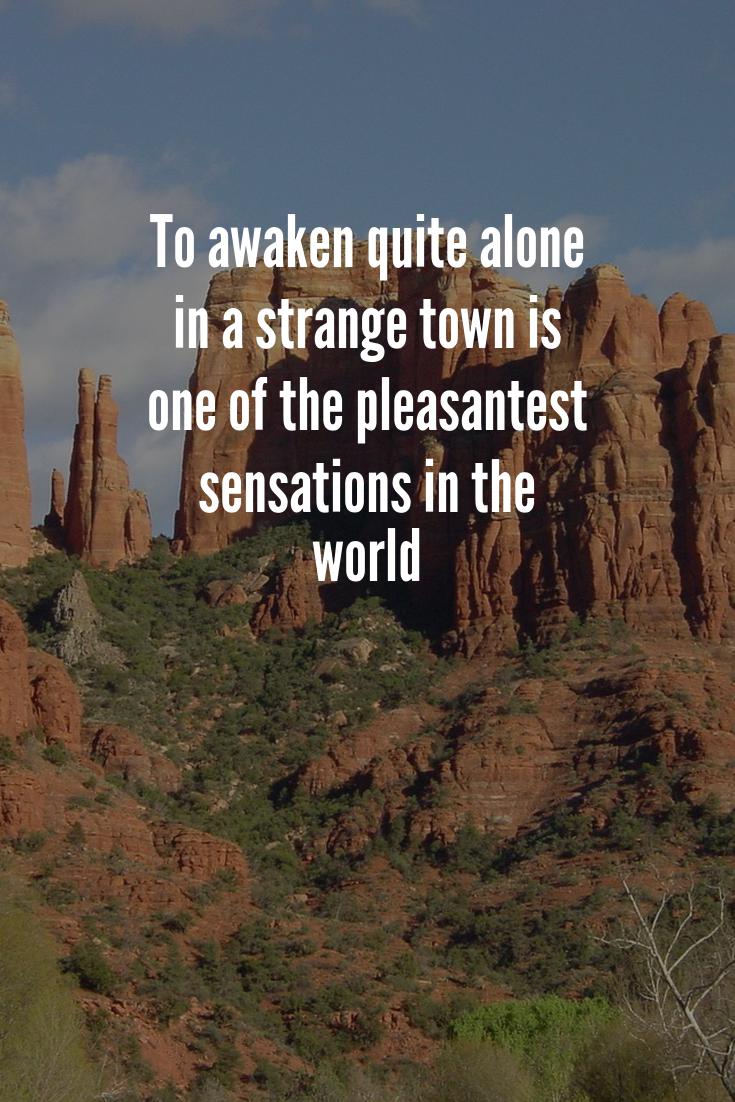 To awaken quite alone
in a strange town is
one of the pleasantest
sensations in the
world